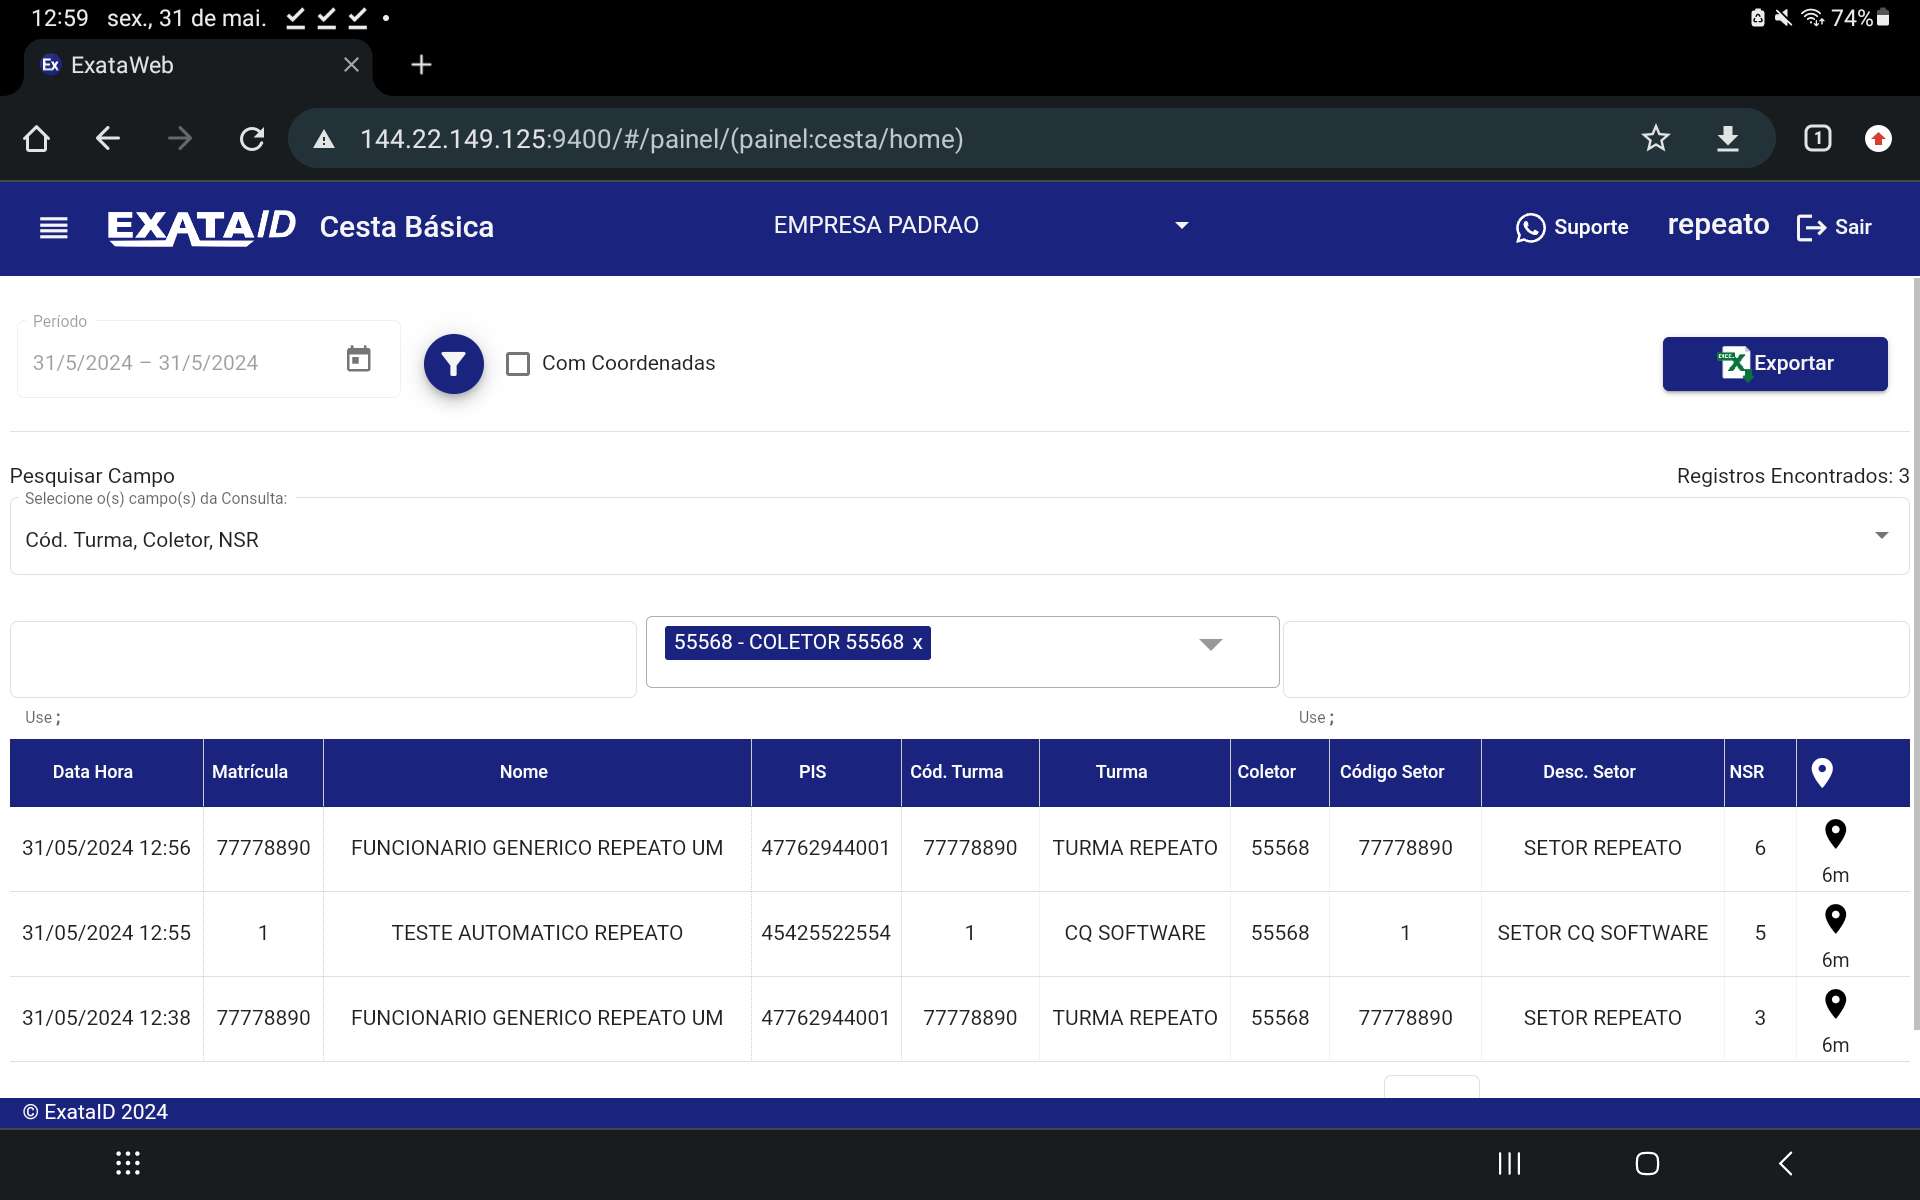 12:59 sex., 31 de mai. 74%
Ex ExataWeb
144.22.149.125:9400/#/painel/(painel:cesta/home) 1
EXATAID Cesta Básica EMPRESA PADRAO Suporte repeato Sair
Período
31/5/2024 – 31/5/2024 Com Coordenadas Exportar
Pesquisar Campo Registros Encontrados: 3
Selecione o(s) campo(s) da Consulta:
Cód. Turma, Coletor, NSR
55568 - COLETOR 55568 x
Use ; Use ;
Data Hora Matrícula Nome PIS Cód. Turma Turma Coletor Código Setor Desc. Setor NSR
31/05/2024 12:56 77778890 FUNCIONARIO GENERICO REPEATO UM 47762944001 77778890 TURMA REPEATO 55568 77778890 SETOR REPEATO 6
6m
31/05/2024 12:55 1 TESTE AUTOMATICO REPEATO 45425522554 1 CQ SOFTWARE 55568 1 SETOR CQ SOFTWARE 5
6m
31/05/2024 12:38 77778890 FUNCIONARIO GENERICO REPEATO UM 47762944001 77778890 TURMA REPEATO 55568 77778890 SETOR REPEATO 3
6m
© ExataID 2024